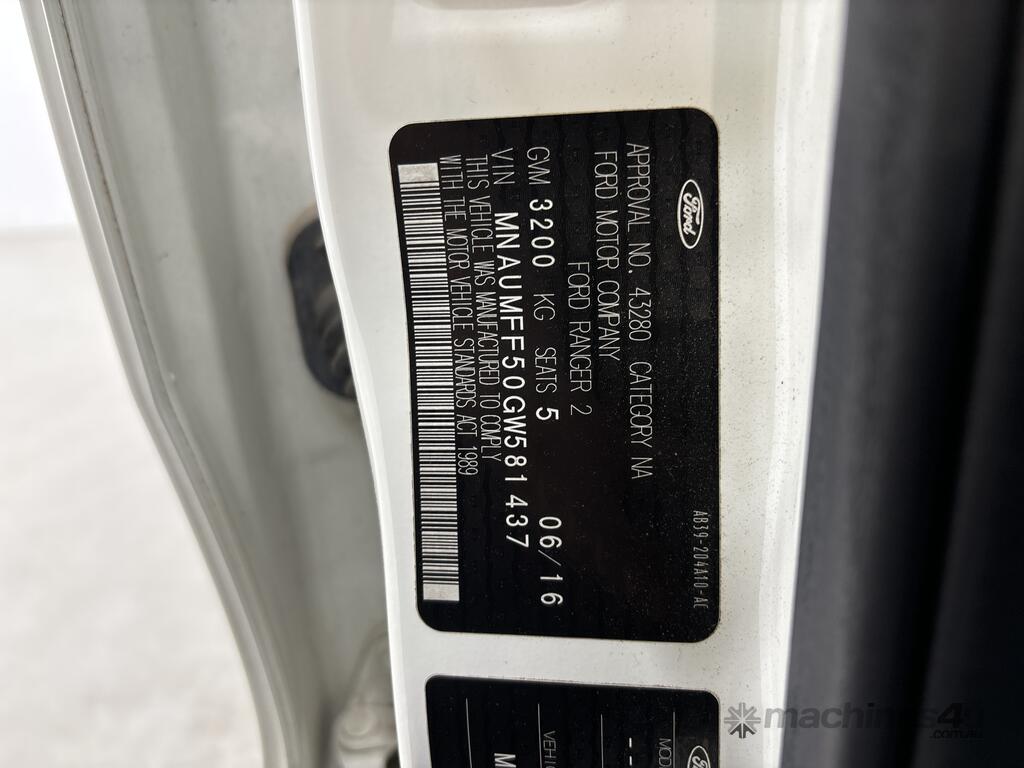 Ford
APPROVAL NO. 43280 CATEGORY NA
FORD MOTOR COMPANY
FORD RANGER 2
GVM 3200 KG SEATS 5 06/16
VIN MNAUMFF50GW581437
THIS VEHICLE WAS MANUFACTURED TO COMPLY
WITH THE MOTOR VEHICLE STANDARDS ACT 1989
AB39-204A10-AC
Ford
machines4u
.com.au